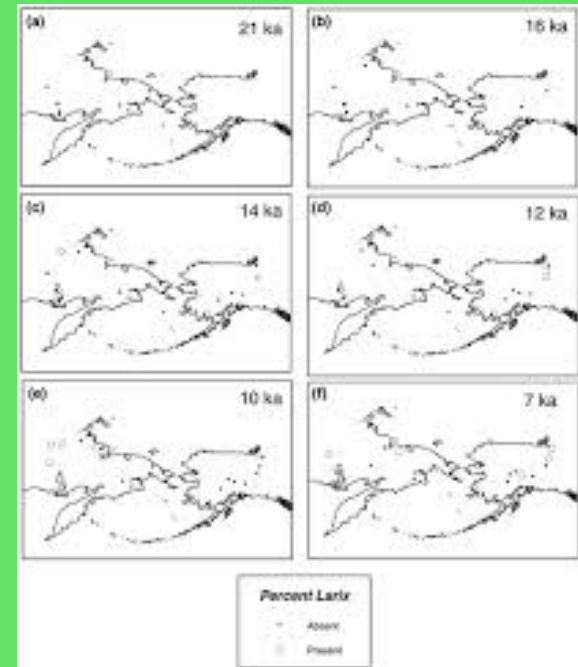 (a) 21 ka
(b) 16 ka
(c) 14 ka
(d) 12 ka
(e) 10 ka
(f) 7 ka
Percent Larix
Absent
Present